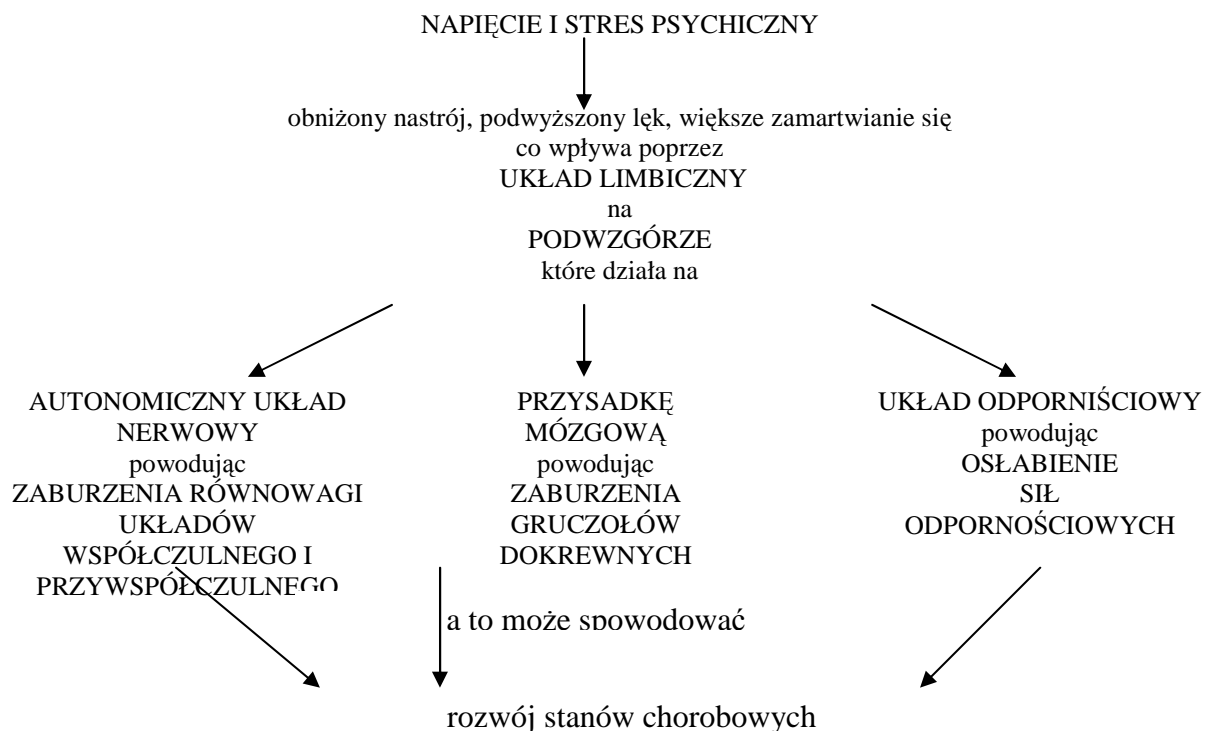 NAPIĘCIE I STRES PSYCHICZNY
obniżony nastrój, podwyższony lęk, większe zamartwianie się
co wpływa poprzez
UKŁAD LIMBICZNY
na
PODWZGÓRZE
które działa na
AUTONOMICZNY UKŁAD
NERWOWY
powodując
ZABURZENIA RÓWNOWAGI
UKŁADÓW
WSPÓŁCZULNEGO I
PRZYWSPÓŁCZULNEGO
PRZYSADKĘ
MÓZGOWĄ
powodując
ZABURZENIA
GRUCZOŁÓW
DOKREWNYCH
UKŁAD ODPORNIŚCIOWY
powodując
OSŁABIENIE
SIŁ
ODPORNOŚCIOWYCH
a to może spowodować
rozwój stanów chorobowych